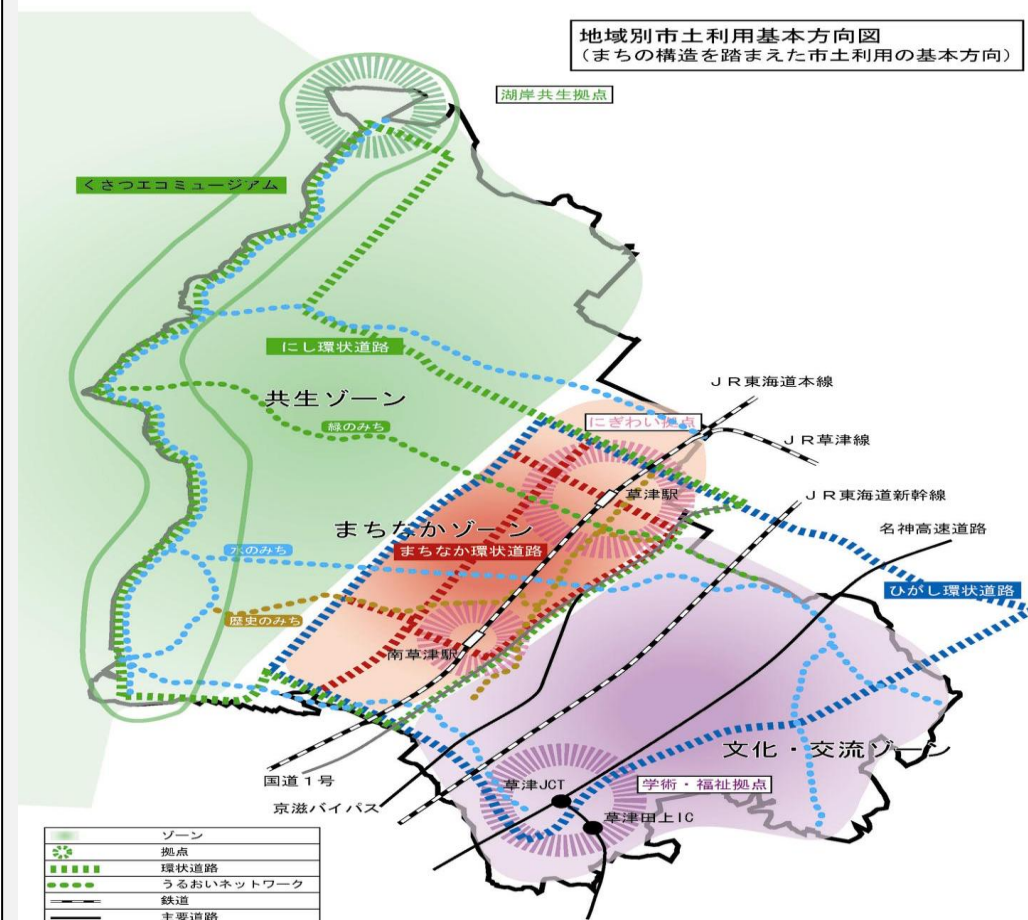 地域別市土利用基本方向図
(まちの構造を踏まえた市土利用の基本方向)
湖岸共生拠点
くさつエコミュージアム
にし環状道路
共生ゾーン
緑のみち
JR東海道本線
にぎわい拠点
JR草津線
草津駅
JR東海道新幹線
まちなかゾーン
名神高速道路
まちなか環状道路
水のみち
ひがし環状道路
歴史のみち
南草津駅
文化・交流ゾーン
国道1号
草津JCT
学術・福祉拠点
京滋バイパス
草津田上IC
ゾーン
拠点
環状道路
うるおいネットワーク
鉄道
主要道路